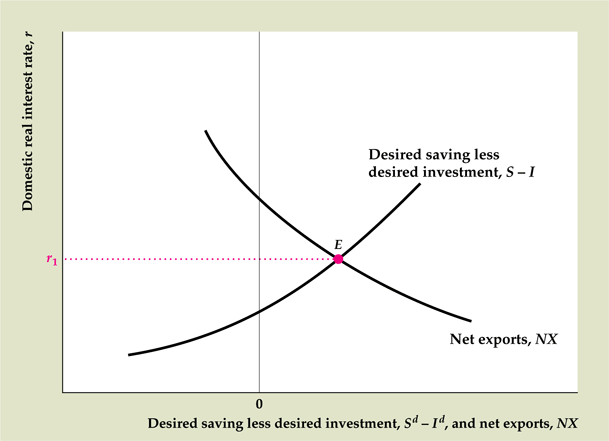 Domestic real interest rate, r
Desired saving less
desired investment, S – I
E
r1
Net exports, NX
0
Desired saving less desired investment, Sd – Id, and net exports, NX